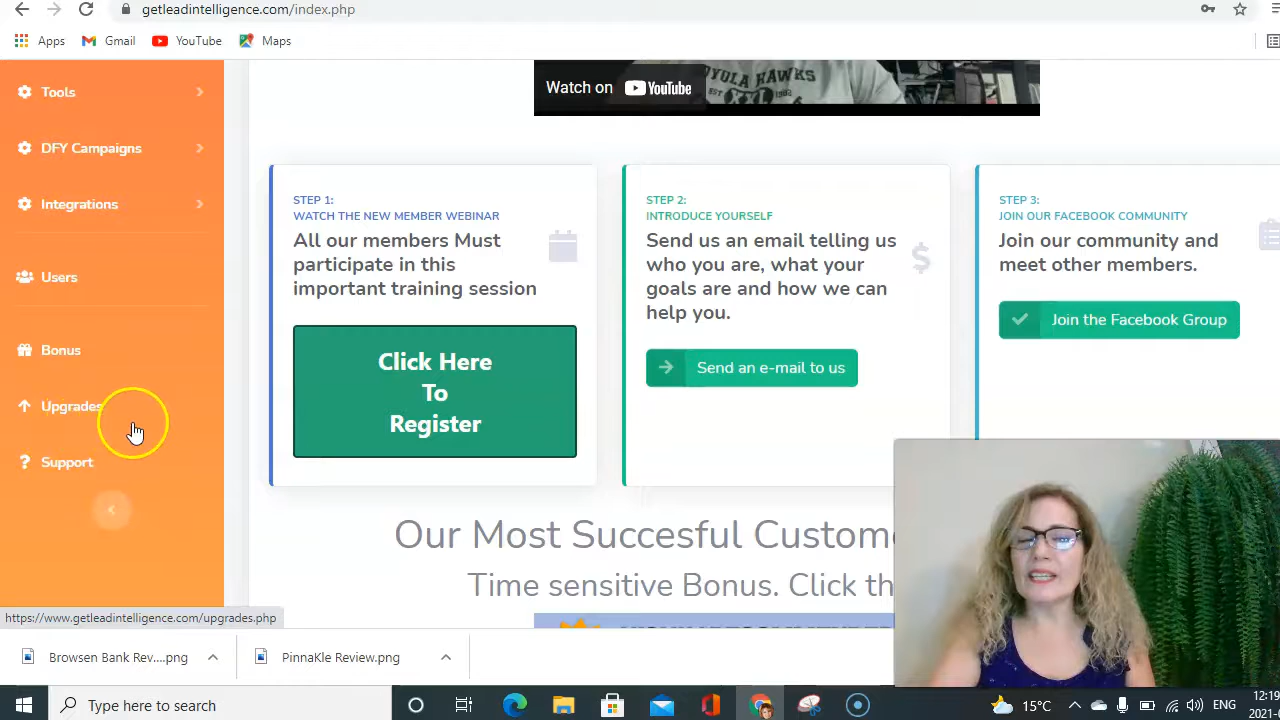 getleadintelligence.com/index.php
Apps
Gmail
YouTube
Maps
Tools
DFY Campaigns
Integrations
Users
Bonus
Upgrades
Support
Watch on YouTube
LOYOLA HAWKS
XXL
STEP 1:
WATCH THE NEW MEMBER WEBINAR
All our members Must
participate in this
important training session
Click Here
To
Register
STEP 2:
INTRODUCE YOURSELF
Send us an email telling us
who you are, what your
goals are and how we can
help you.
Send an e-mail to us
STEP 3:
JOIN OUR FACEBOOK COMMUNITY
Join our community and
meet other members.
Join the Facebook Group
Our Most Succesful Custome
Time sensitive Bonus. Click th
https://www.getleadintelligence.com/upgrades.php
Browsen Bank Rev....png
PinnaKle Review.png
Type here to search
15°C
ENG
12:19
2021-